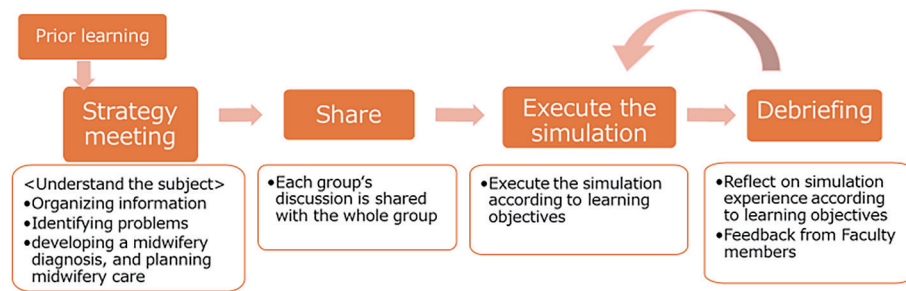 Prior learning
Strategy
meeting
<Understand the subject>
•Organizing information
•Identifying problems
•developing a midwifery
diagnosis, and planning
midwifery care
Share
•Each group's
discussion is shared
with the whole group
Execute the
simulation
•Execute the simulation
according to learning
objectives
Debriefing
•Reflect on simulation
experience according
to learning objectives
•Feedback from Faculty
members